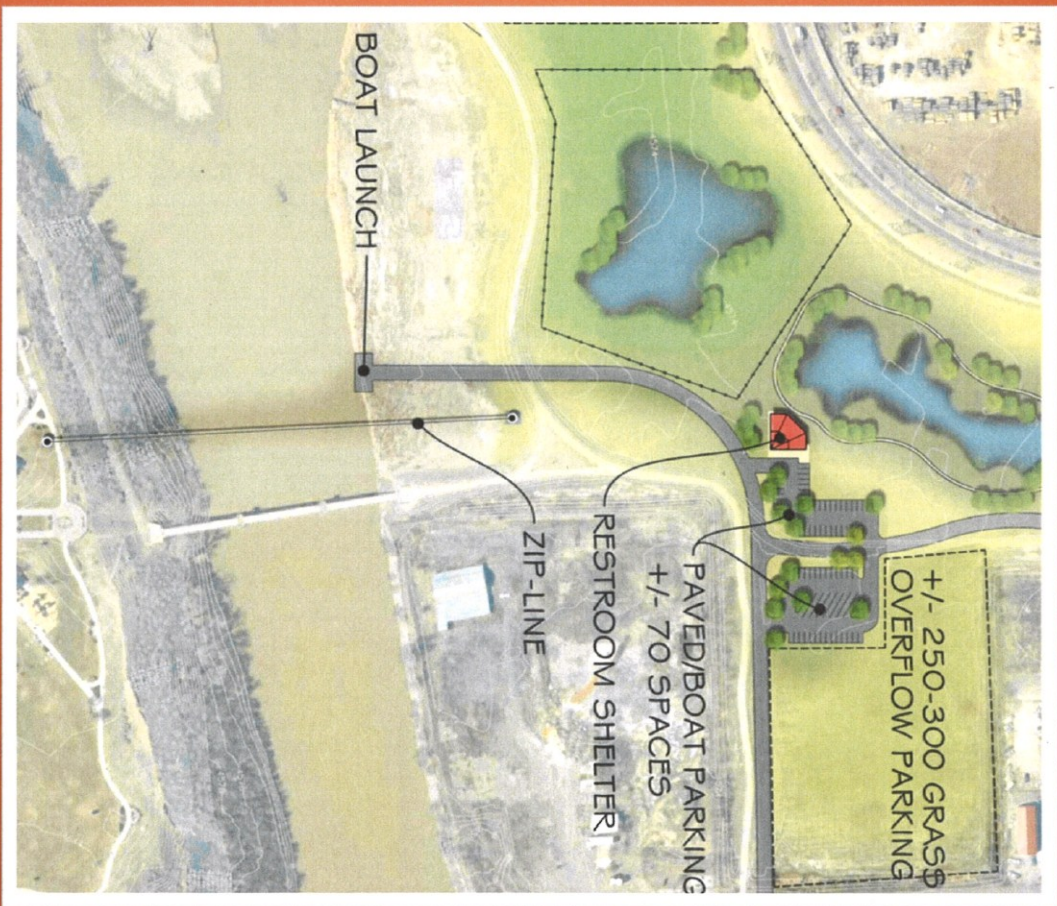 BOAT LAUNCH
ZIP-LINE
RESTROOM SHELTER
PAVED/BOAT PARKING
+/- 70 SPACES
+/- 250-300 GRASS
OVERFLOW PARKING